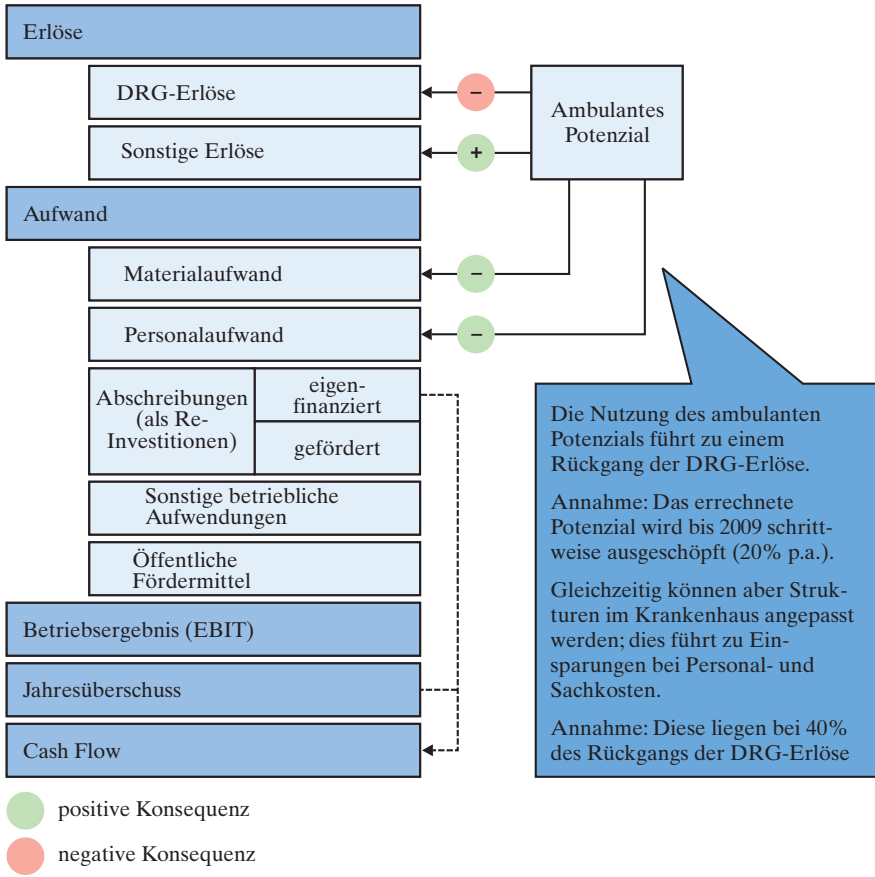 Erlöse
DRG-Erlöse
–
Ambulantes
Potenzial
Sonstige Erlöse
+
Aufwand
Materialaufwand
–
Personalaufwand
–
Abschreibungen
(als Re-
Investitionen)
eigen-
finanziert
gefördert
Sonstige betriebliche
Aufwendungen
Öffentliche
Fördermittel
Betriebsergebnis (EBIT)
Jahresüberschuss
Cash Flow
Die Nutzung des ambulanten
Potenzials führt zu einem
Rückgang der DRG-Erlöse.
Annahme: Das errechnete
Potenzial wird bis 2009 schritt-
weise ausgeschöpft (20% p.a.).
Gleichzeitig können aber Struk-
turen im Krankenhaus angepasst
werden; dies führt zu Ein-
sparungen bei Personal- und
Sachkosten.
Annahme: Diese liegen bei 40%
des Rückgangs der DRG-Erlöse
positive Konsequenz
negative Konsequenz